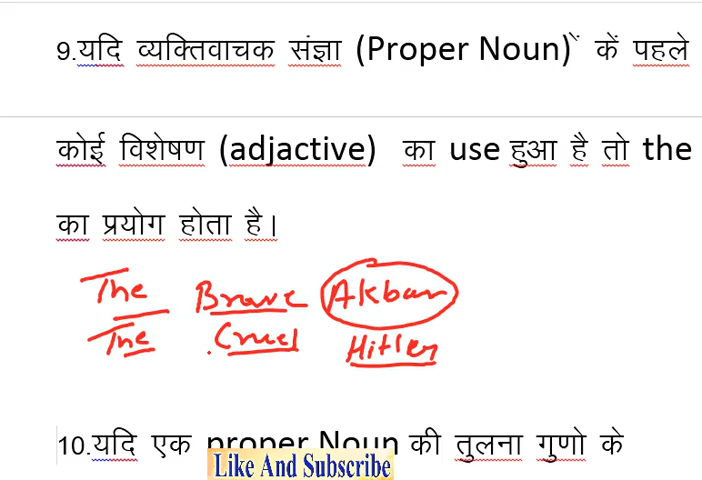 9.यदि व्यक्तिवाचक संज्ञा (Proper Noun)ें कें पहले
कोई विशेषण (adjactive) का use हुआ है तो the
का प्रयोग होता है।
The Brave Akbar
The Cruel Hitler
10.यदि एक proper Noun की तुलना गुणो के
Like And Subscribe